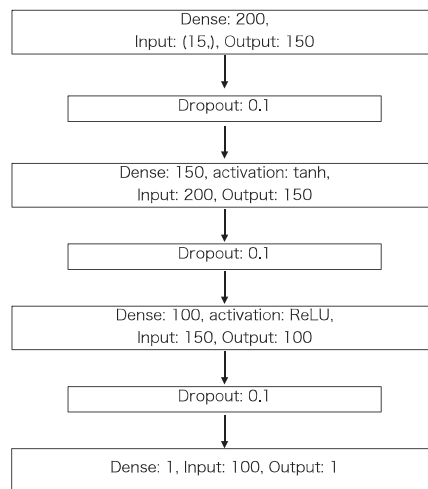 Dense: 200,
Input: (15,), Output: 150
Dropout: 0.1
Dense: 150, activation: tanh,
Input: 200, Output: 150
Dropout: 0.1
Dense: 100, activation: ReLU,
Input: 150, Output: 100
Dropout: 0.1
Dense: 1, Input: 100, Output: 1